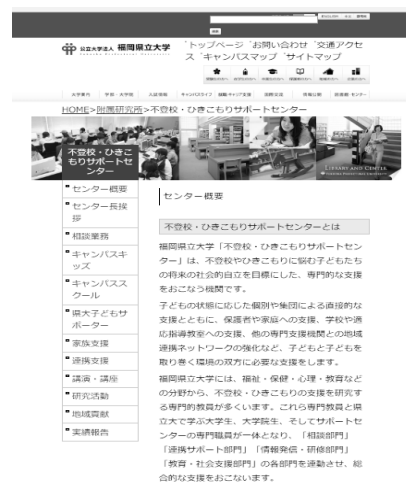 公立大学法人 福岡県立大学
トップページ お問い合わせ 交通アクセ
ス キャンパスマップ サイトマップ
HOME>附属研究所>不登校・ひきこもりサポートセンター
不登校・ひきこ
もりサポートセ
ンター
LIBRARY AND CENTER
センター概要
センター長挨
拶
相談業務
キャンパスキ
ッズ
キャンパスス
クール
県大子どもサ
ポーター
家族支援
連携支援
講演・講座
研究活動
地域貢献
実績報告
センター概要
不登校・ひきこもりサポートセンターとは
福岡県立大学「不登校・ひきこもりサポートセン
ター」は、不登校やひきこもりに悩む子どもたち
の将来の社会的自立を目標にした、専門的な支援
をおこなう機関です。
子どもの状態に応じた個別や集団による直接的な
支援とともに、保護者や家庭への支援、学校や適
応指導教室への支援、他の専門支援機関との地域
連携ネットワークの強化など、子どもと子どもを
取り巻く環境の双方に必要な支援をします。
福岡県立大学には、福祉・保健・心理・教育など
の分野から、不登校・ひきこもりの支援を研究す
る専門的教員が多くいます。これら専門教員と県
立大で学ぶ大学生、大学院生、そしてサポートセ
ンターの専門職員が一体となり、「相談部門」
「連携サポート部門」「情報発信・研修部門」
「教育・社会支援部門」の各部門を連動させ、総
合的な支援をおこないます。